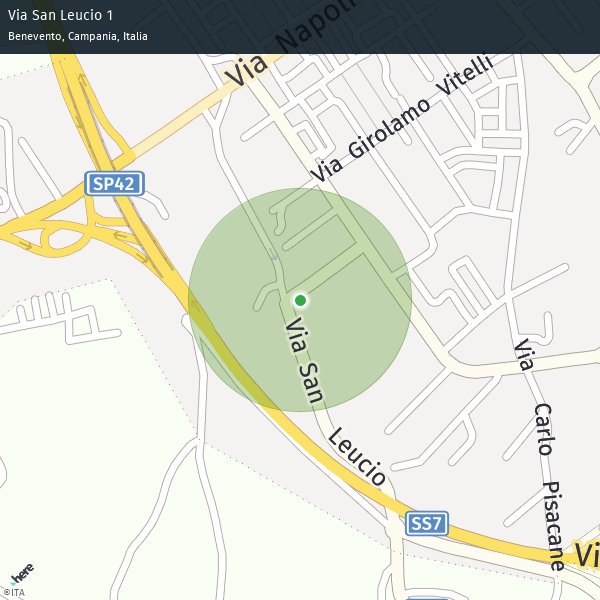 Via San Leucio 1
Benevento, Campania, Italia
Via Napoli
Via Girolamo Vitelli
SP42
Via San Leucio
Via Carlo Pisacane
SS7
Vi
here
©ITA